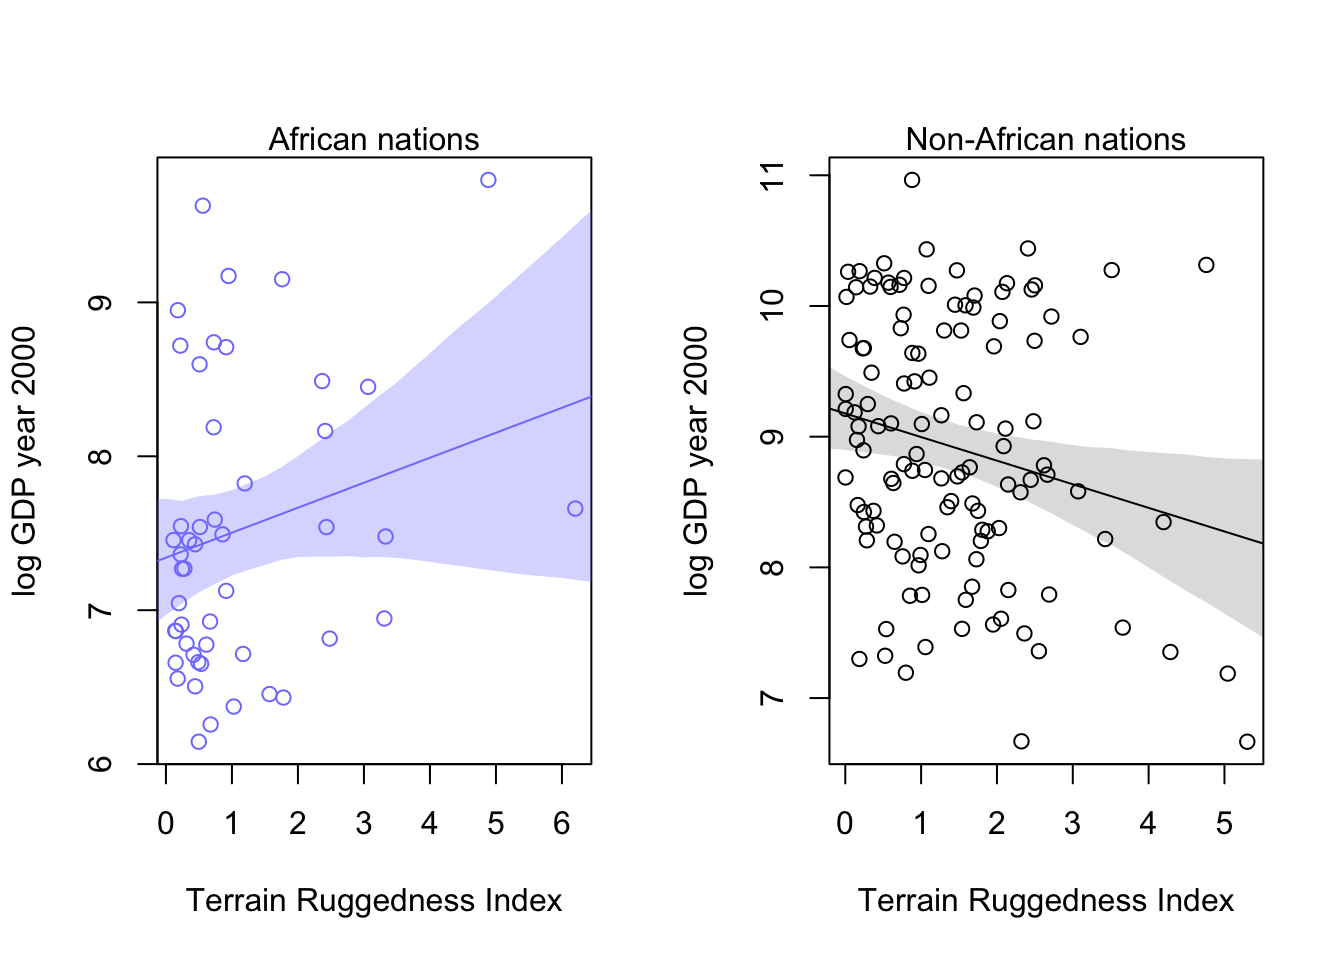 African nations
log GDP year 2000
9
8
7
6
0 1 2 3 4 5 6
Terrain Ruggedness Index
Non-African nations
log GDP year 2000
11
10
9
8
7
0 1 2 3 4 5
Terrain Ruggedness Index